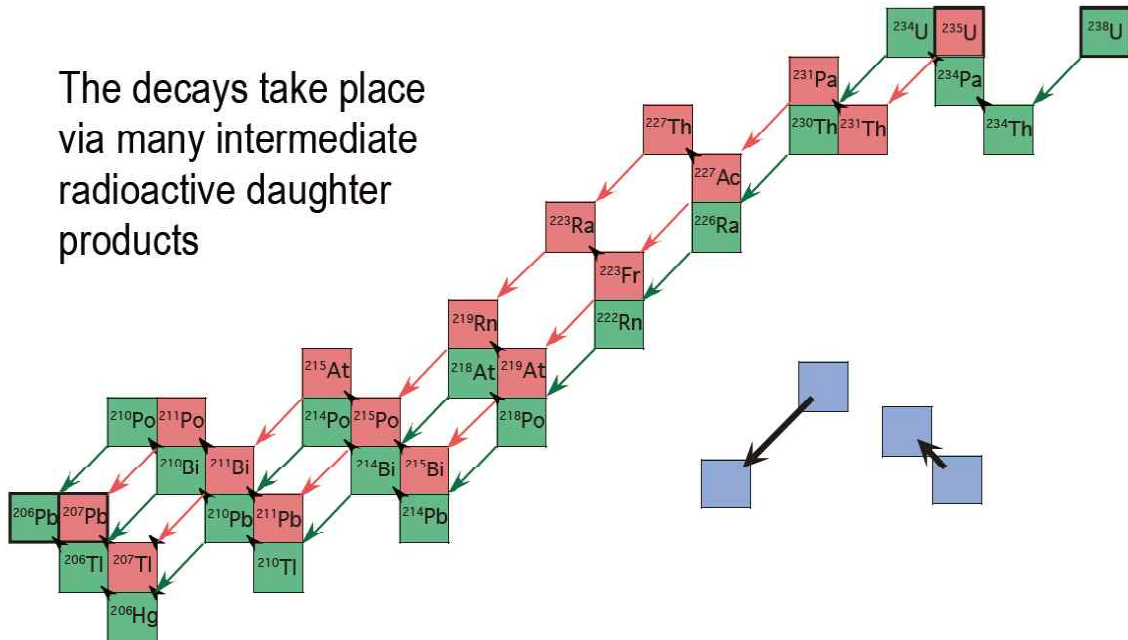 The decays take place
via many intermediate
radioactive daughter
products
²³⁴U ²³⁵U ²³⁸U
²³¹Pa ²³⁴Pa
²²⁷Th ²³⁰Th ²³¹Th ²³⁴Th
²²⁷Ac
²²³Ra ²²⁶Ra
²²³Fr
²¹⁹Rn ²²²Rn
²¹⁵At ²¹⁸At ²¹⁹At
²¹⁰Po ²¹¹Po ²¹⁴Po ²¹⁵Po ²¹⁸Po
²¹⁰Bi ²¹¹Bi ²¹⁴Bi ²¹⁵Bi
²⁰⁶Pb ²⁰⁷Pb ²¹⁰Pb ²¹¹Pb ²¹⁴Pb
²⁰⁶Tl ²⁰⁷Tl ²¹⁰Tl
²⁰⁶Hg